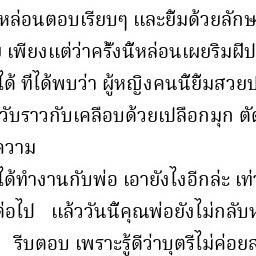 หล่อนตอบเรียบๆ และยิ้มด้วยลักษ
เพียงแต่ว่าครั้งนี้หล่อนเผยริมฝีป
ได้ ที่ได้พบว่า ผู้หญิงคนนี้ยิ้มสวยป
วับราวกับเคลือบด้วยเปลือกมุก ตัด
ความ
ได้ทำงานกับพ่อ เอายังไงอีกล่ะ เท่
ต่อไป แล้ววันนี้คุณพ่อยังไม่กลับห
รีบตอบ เพราะรู้ดีว่าบุตรีไม่ค่อยส